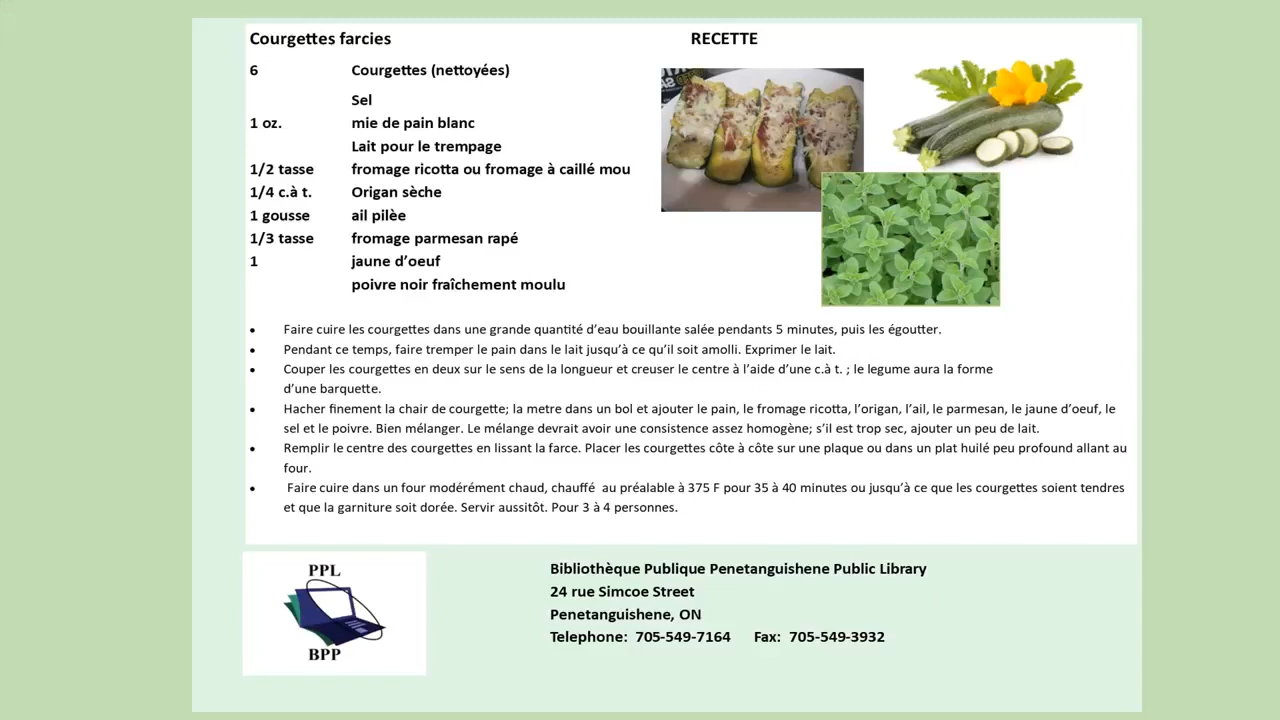 Courgettes farcies RECETTE
6 Courgettes (nettoyées)
Sel
1 oz. mie de pain blanc
Lait pour le trempage
1/2 tasse fromage ricotta ou fromage à caillé mou
1/4 c.à t. Origan sèche
1 gousse ail pilèe
1/3 tasse fromage parmesan rapé
1 jaune d’oeuf
poivre noir fraîchement moulu
• Faire cuire les courgettes dans une grande quantité d’eau bouillante salée pendants 5 minutes, puis les égoutter.
• Pendant ce temps, faire tremper le pain dans le lait jusqu’à ce qu’il soit amolli. Exprimer le lait.
• Couper les courgettes en deux sur le sens de la longueur et creuser le centre à l’aide d’une c.à t. ; le legume aura la forme
d’une barquette.
• Hacher finement la chair de courgette; la metre dans un bol et ajouter le pain, le fromage ricotta, l’origan, l’ail, le parmesan, le jaune d’oeuf, le
sel et le poivre. Bien mélanger. Le mélange devrait avoir une consistence assez homogène; s’il est trop sec, ajouter un peu de lait.
• Remplir le centre des courgettes en lissant la farce. Placer les courgettes côte à côte sur une plaque ou dans un plat huilé peu profound allant au
four.
• Faire cuire dans un four modérément chaud, chauffé au préalable à 375 F pour 35 à 40 minutes ou jusqu’à ce que les courgettes soient tendres
et que la garniture soit dorée. Servir aussitôt. Pour 3 à 4 personnes.
PPL
BPP
Bibliothèque Publique Penetanguishene Public Library
24 rue Simcoe Street
Penetanguishene, ON
Telephone: 705-549-7164 Fax: 705-549-3932